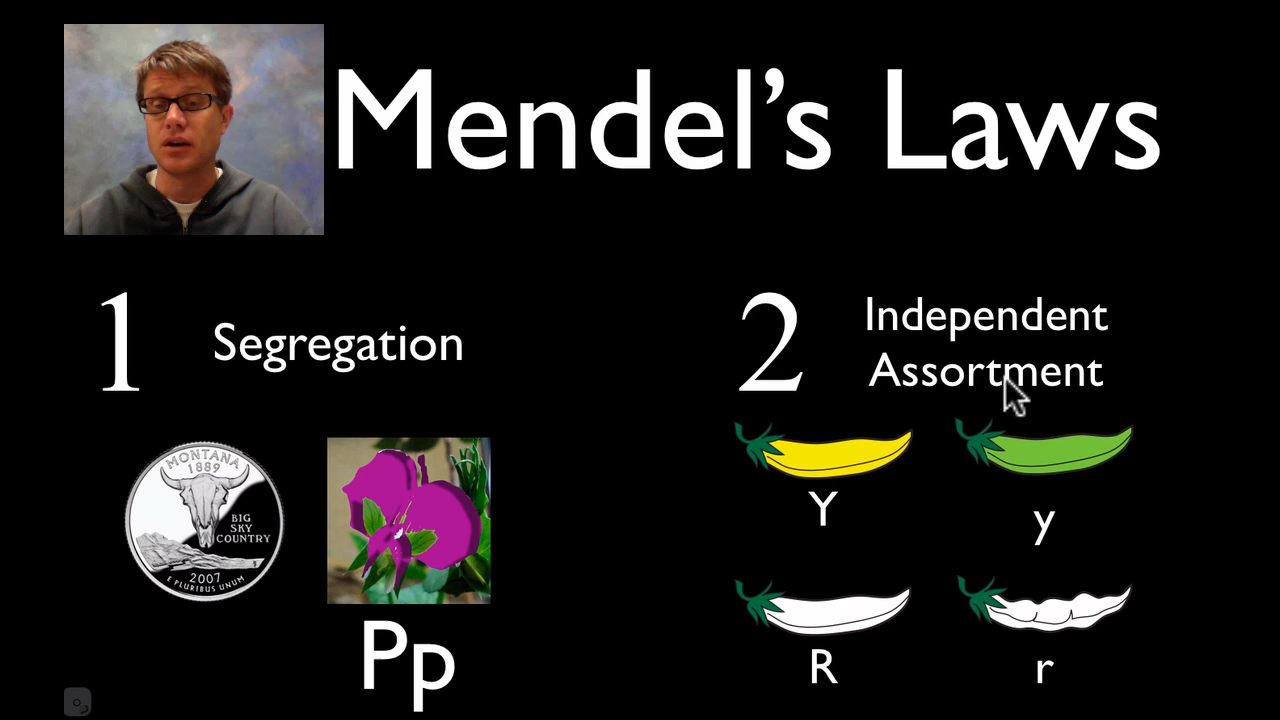 Mendel's Laws
1
Segregation
2
Independent
Assortment
MONTANA
1889
BIG
SKY
COUNTRY
2007
E PLURIBUS UNUM
Pp
Y
y
R
r